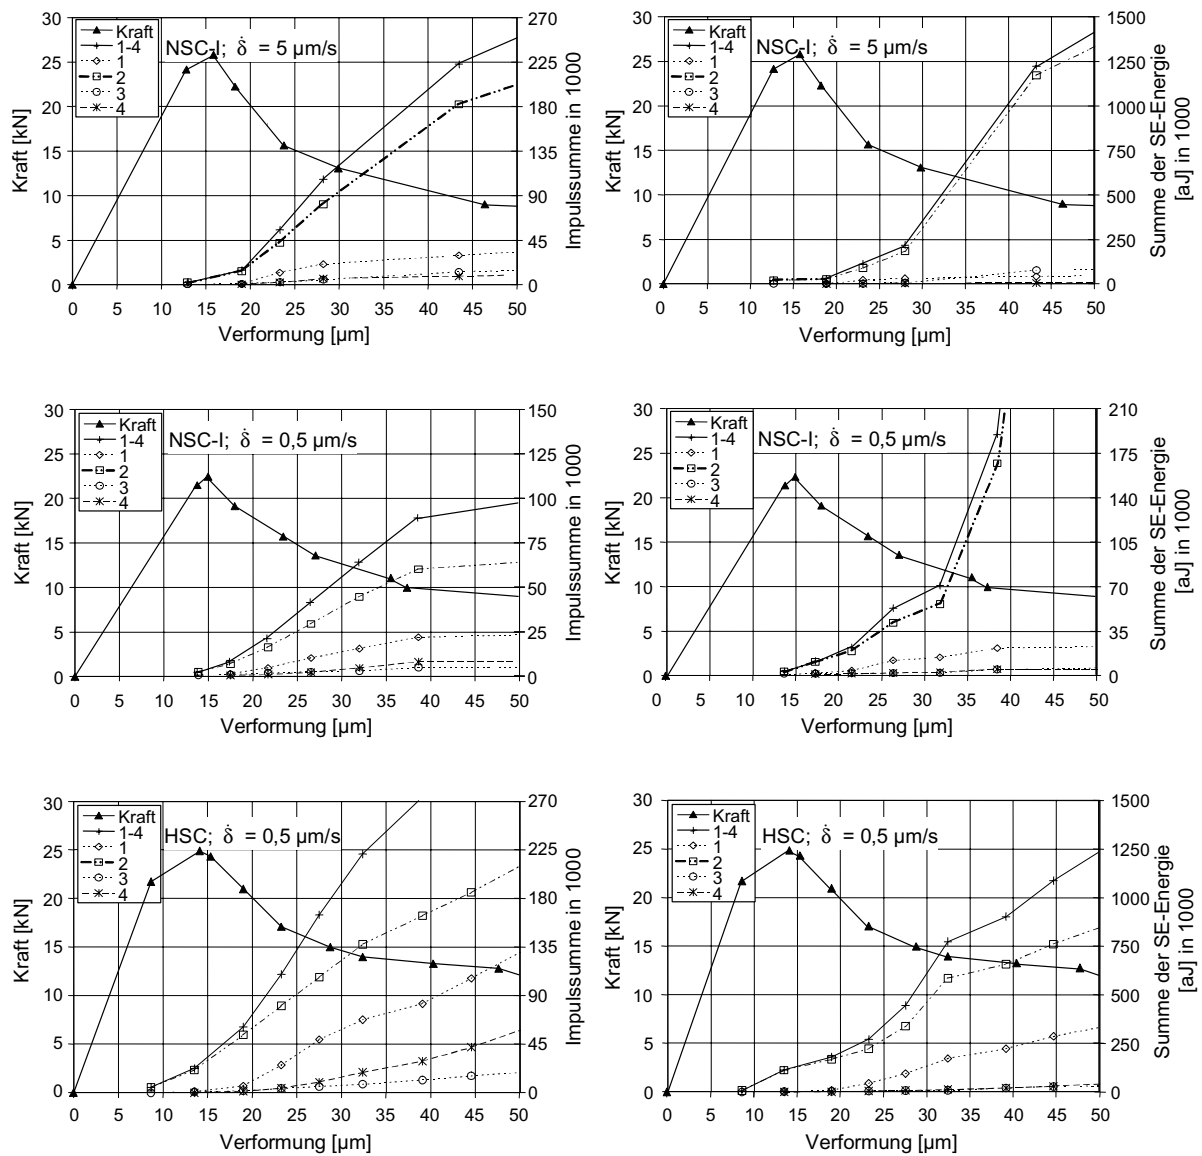 NSC-I; δ̇ = 5 µm/s
Kraft
1-4
1
2
3
4
Kraft [kN]
30
25
20
15
10
5
0
270
225
180
135
90
45
0
Impulssumme in 1000
0 5 10 15 20 25 30 35 40 45 50
Verformung [µm]
NSC-I; δ̇ = 5 µm/s
Kraft
1-4
1
2
3
4
Kraft [kN]
30
25
20
15
10
5
0
1500
1250
1000
750
500
250
0
Summe der SE-Energie
[aJ] in 1000
0 5 10 15 20 25 30 35 40 45 50
Verformung [µm]
NSC-I; δ̇ = 0,5 µm/s
Kraft
1-4
1
2
3
4
Kraft [kN]
30
25
20
15
10
5
0
150
120
100
75
50
25
0
Impulssumme in 1000
0 5 10 15 20 25 30 35 40 45 50
Verformung [µm]
NSC-I; δ̇ = 0,5 µm/s
Kraft
1-4
1
2
3
4
Kraft [kN]
30
25
20
15
10
5
0
210
175
140
105
70
35
0
Summe der SE-Energie
[aJ] in 1000
0 5 10 15 20 25 30 35 40 45 50
Verformung [µm]
HSC; δ̇ = 0,5 µm/s
Kraft
1-4
1
2
3
4
Kraft [kN]
30
25
20
15
10
5
0
270
225
180
135
90
45
0
Impulssumme in 1000
0 5 10 15 20 25 30 35 40 45 50
Verformung [µm]
HSC; δ̇ = 0,5 µm/s
Kraft
1-4
1
2
3
4
Kraft [kN]
30
25
20
15
10
5
0
1500
1250
1000
750
500
250
0
Summe der SE-Energie
[aJ] in 1000
0 5 10 15 20 25 30 35 40 45 50
Verformung [µm]